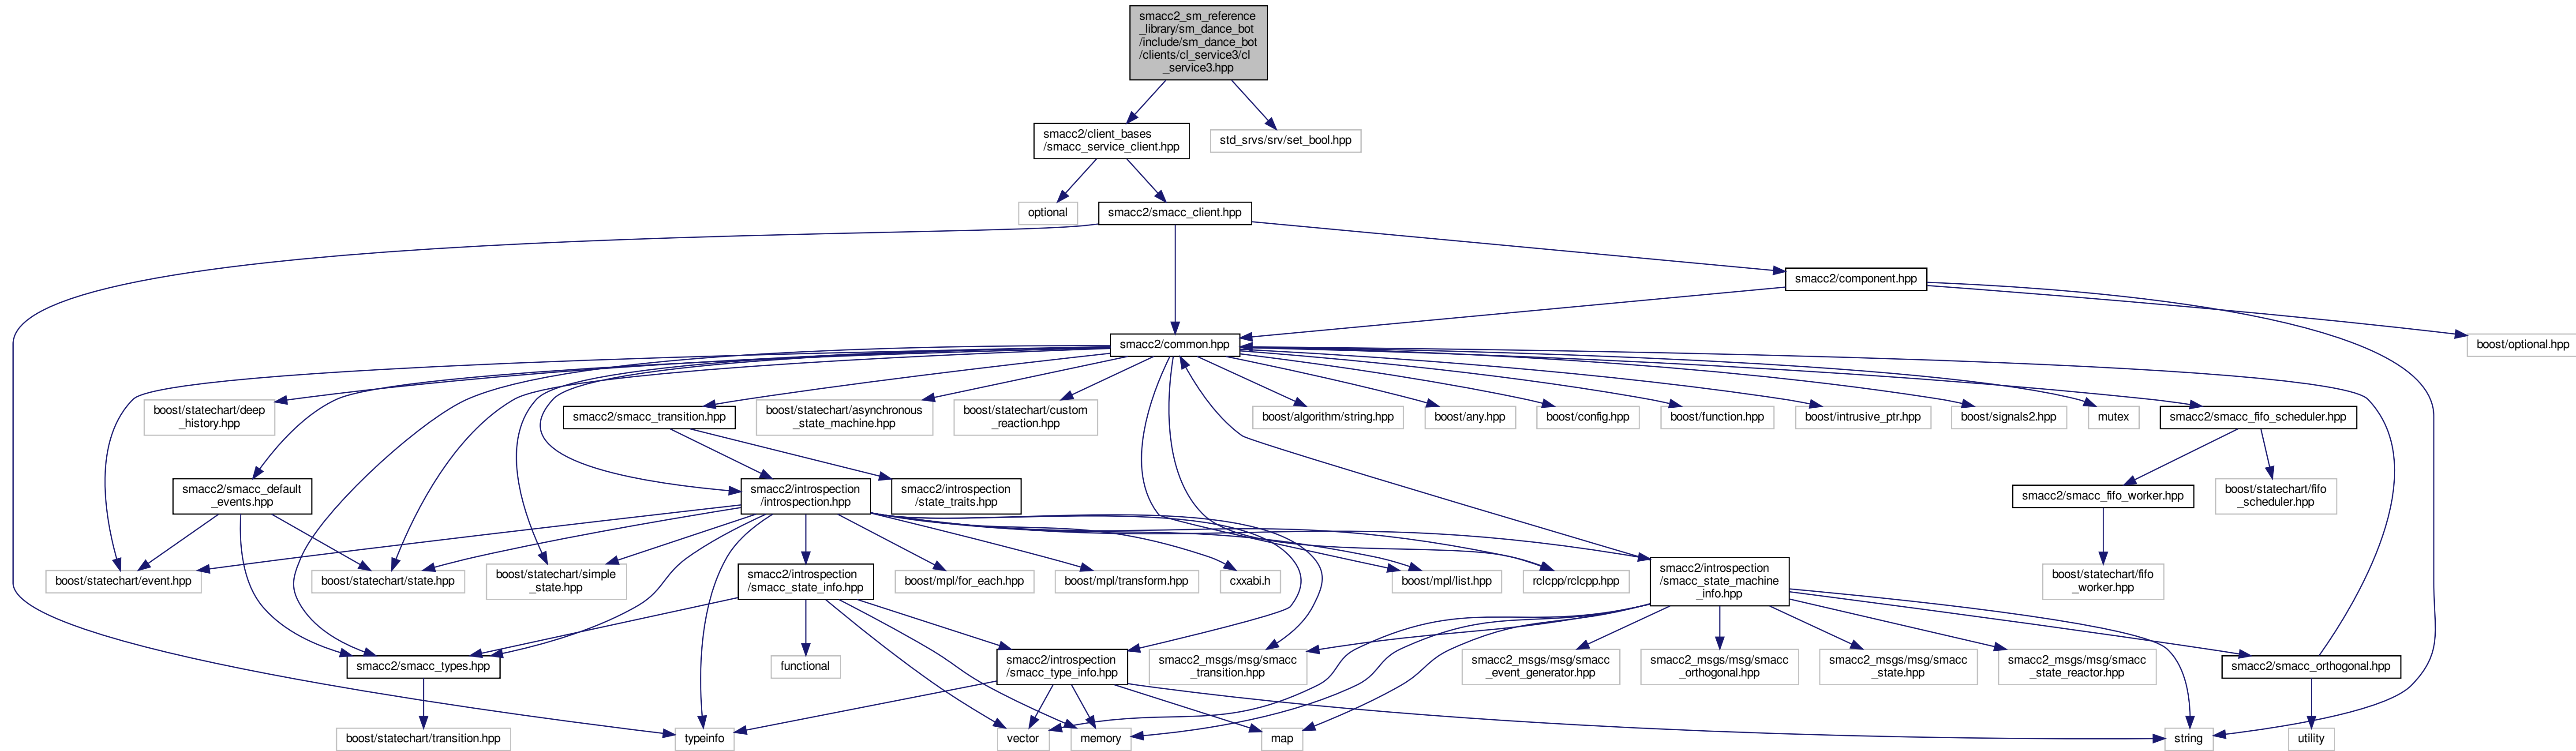 smacc2_sm_reference
_library/sm_dance_bot
/include/sm_dance_bot
/clients/cl_service3/cl
_service3.hpp
smacc2/client_bases
/smacc_service_client.hpp
std_srvs/srv/set_bool.hpp
optional
smacc2/smacc_client.hpp
smacc2/component.hpp
smacc2/common.hpp
boost/optional.hpp
boost/statechart/deep
_history.hpp
smacc2/smacc_transition.hpp
boost/statechart/asynchronous
_state_machine.hpp
boost/statechart/custom
_reaction.hpp
boost/algorithm/string.hpp
boost/any.hpp
boost/config.hpp
boost/function.hpp
boost/intrusive_ptr.hpp
boost/signals2.hpp
mutex
smacc2/smacc_fifo_scheduler.hpp
smacc2/smacc_default
_events.hpp
smacc2/introspection
/introspection.hpp
smacc2/introspection
/state_traits.hpp
smacc2/smacc_fifo_worker.hpp
boost/statechart/fifo
_scheduler.hpp
boost/statechart/event.hpp
boost/statechart/state.hpp
boost/statechart/simple
_state.hpp
smacc2/introspection
/smacc_state_info.hpp
boost/mpl/for_each.hpp
boost/mpl/transform.hpp
cxxabi.h
boost/mpl/list.hpp
rclcpp/rclcpp.hpp
smacc2/introspection
/smacc_state_machine
_info.hpp
boost/statechart/fifo
_worker.hpp
smacc2/smacc_types.hpp
functional
smacc2/introspection
/smacc_type_info.hpp
smacc2_msgs/msg/smacc
_transition.hpp
smacc2_msgs/msg/smacc
_event_generator.hpp
smacc2_msgs/msg/smacc
_orthogonal.hpp
smacc2_msgs/msg/smacc
_state.hpp
smacc2_msgs/msg/smacc
_state_reactor.hpp
smacc2/smacc_orthogonal.hpp
boost/statechart/transition.hpp
typeinfo
vector
memory
map
string
utility